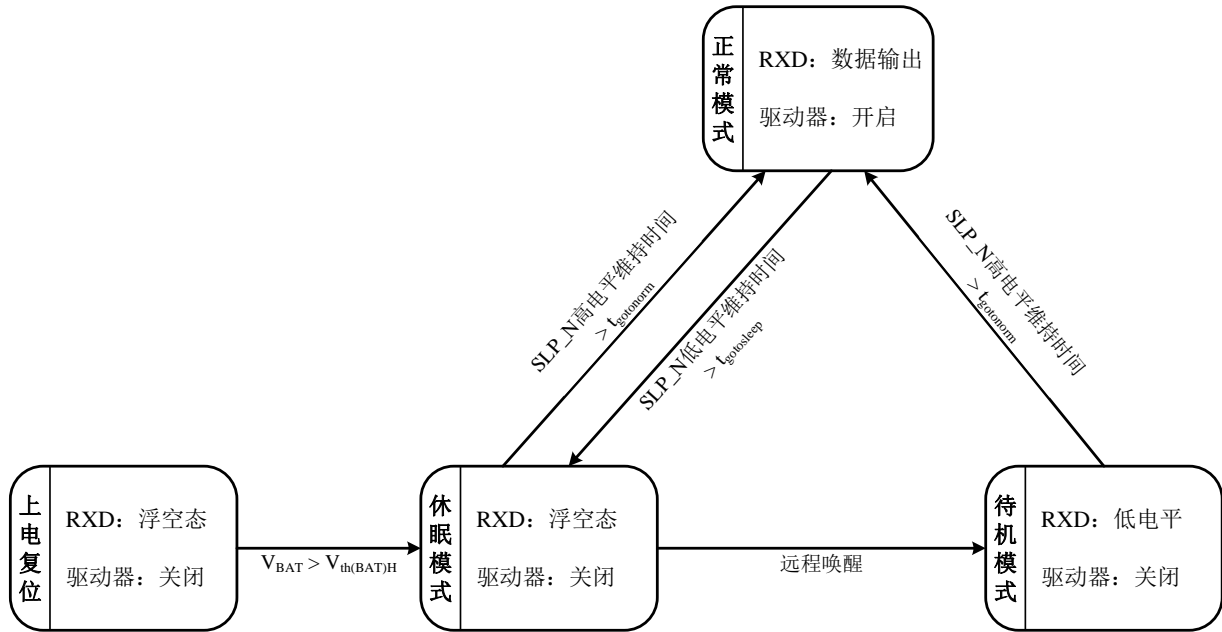 正常模式
RXD：数据输出
驱动器：开启
SLP_N高电平维持时间
> tgotonorm
SLP_N低电平维持时间
> tgotosleep
SLP_N高电平维持时间
> tgotonorm
上电复位
RXD：浮空态
驱动器：关闭
VBAT > Vth(BAT)H
休眠模式
RXD：浮空态
驱动器：关闭
远程唤醒
待机模式
RXD：低电平
驱动器：关闭